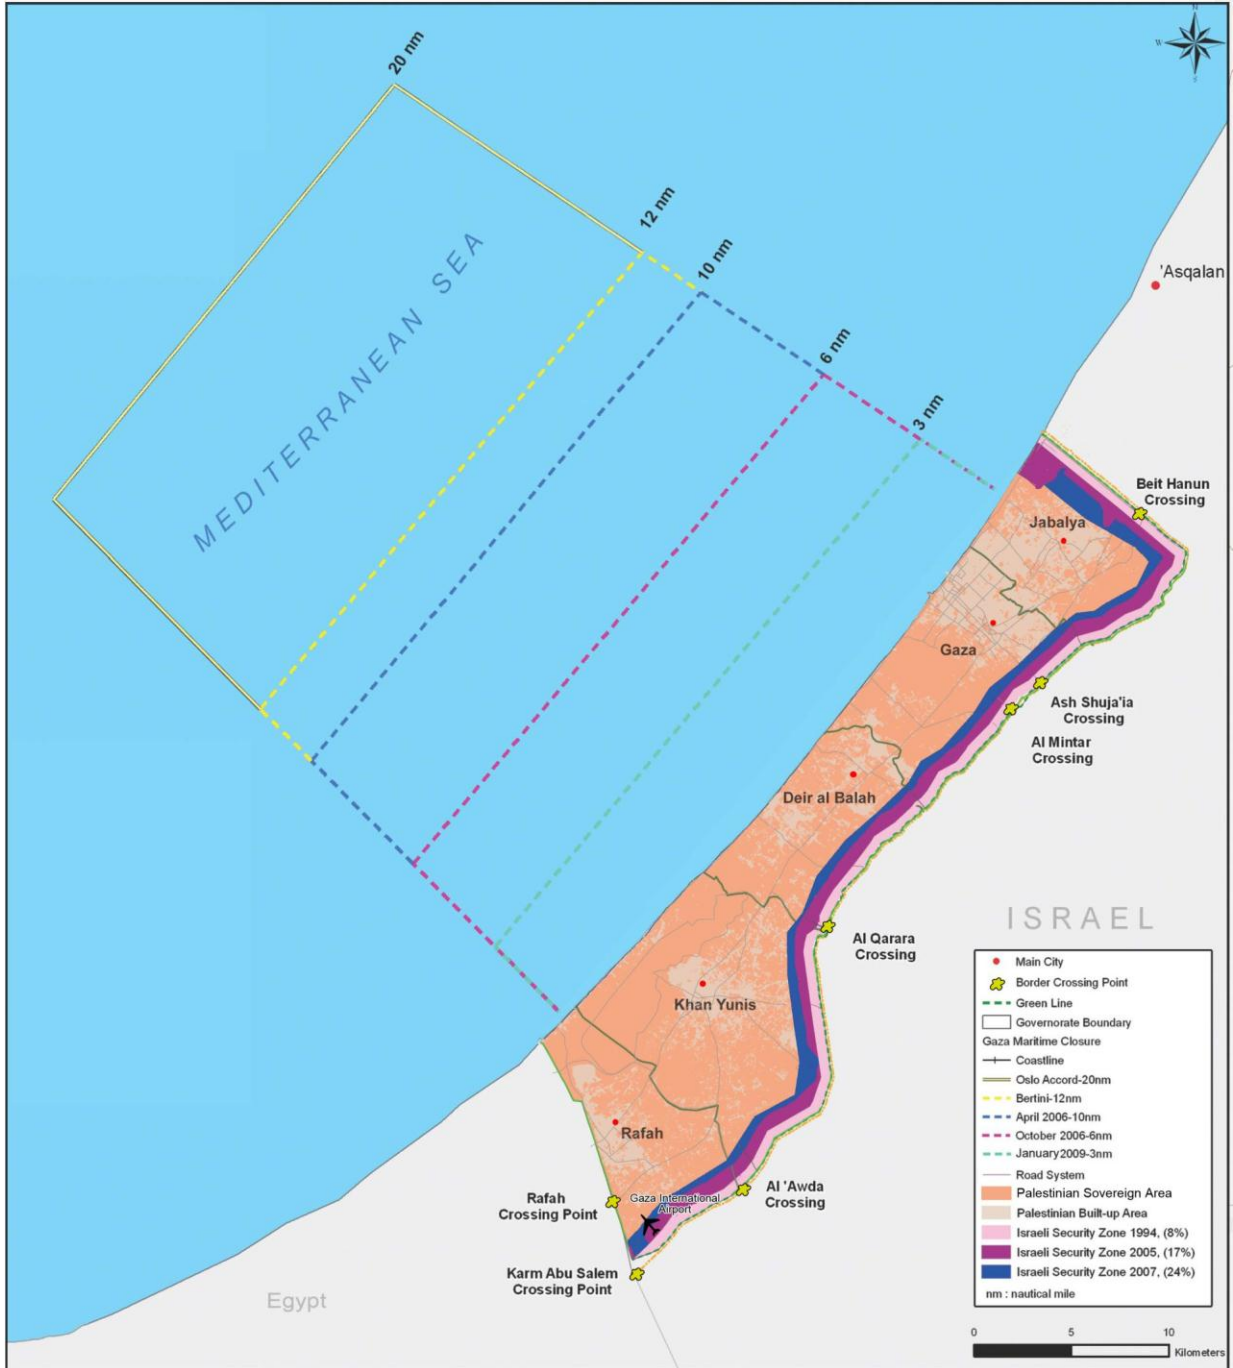 20 nm
12 nm
10 nm
6 nm
3 nm
MEDITERRANEAN SEA
W
'Asqalan
Beit Hanun
Crossing
Jabalya
Gaza
Ash Shuja'ia
Crossing
Al Mintar
Crossing
Deir al Balah
ISRAEL
Al Qarara
Crossing
Khan Yunis
Rafah
Rafah
Crossing Point
Gaza International
Airport
Al 'Awda
Crossing
Karm Abu Salem
Crossing Point
Egypt
Main City
Border Crossing Point
Green Line
Governorate Boundary
Gaza Maritime Closure
Coastline
Oslo Accord-20nm
Bertini-12nm
April 2006-10nm
October 2006-6nm
January2009-3nm
Road System
Palestinian Sovereign Area
Palestinian Built-up Area
Israeli Security Zone 1994, (8%)
Israeli Security Zone 2005, (17%)
Israeli Security Zone 2007, (24%)
nm : nautical mile
0 5 10
Kilometers